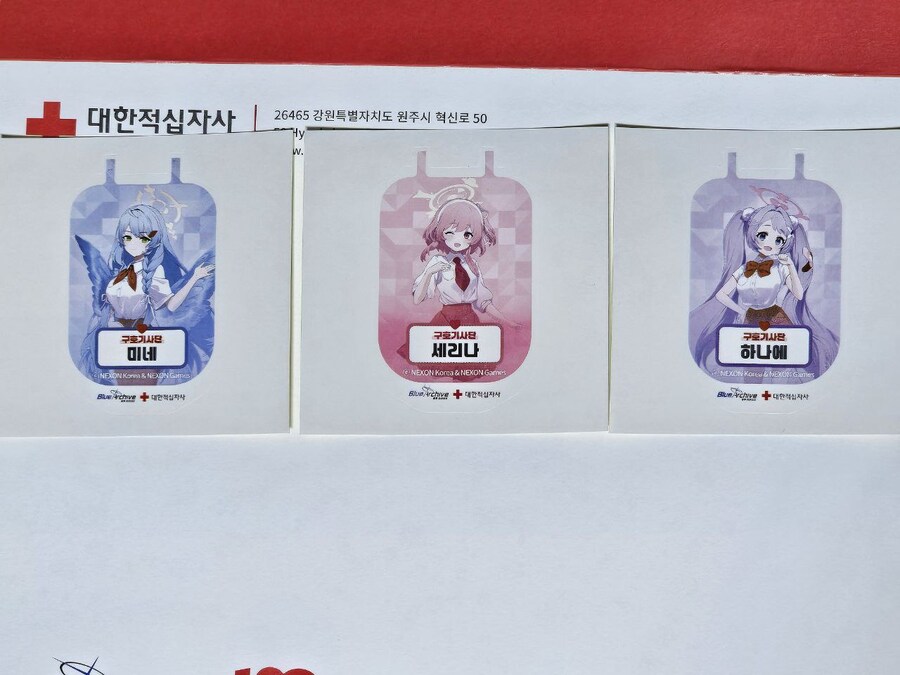 대한적십자사
26465 강원특별자치도 원주시 혁신로 50
구호기사단
미네
NEXON Korea & NEXON Games
Blue Archive
대한적십자사
구호기사단
세리나
NEXON Korea & NEXON Games
Blue Archive
대한적십자사
구호기사단
하나에
NEXON Korea & NEXON Games
Blue Archive
대한적십자사